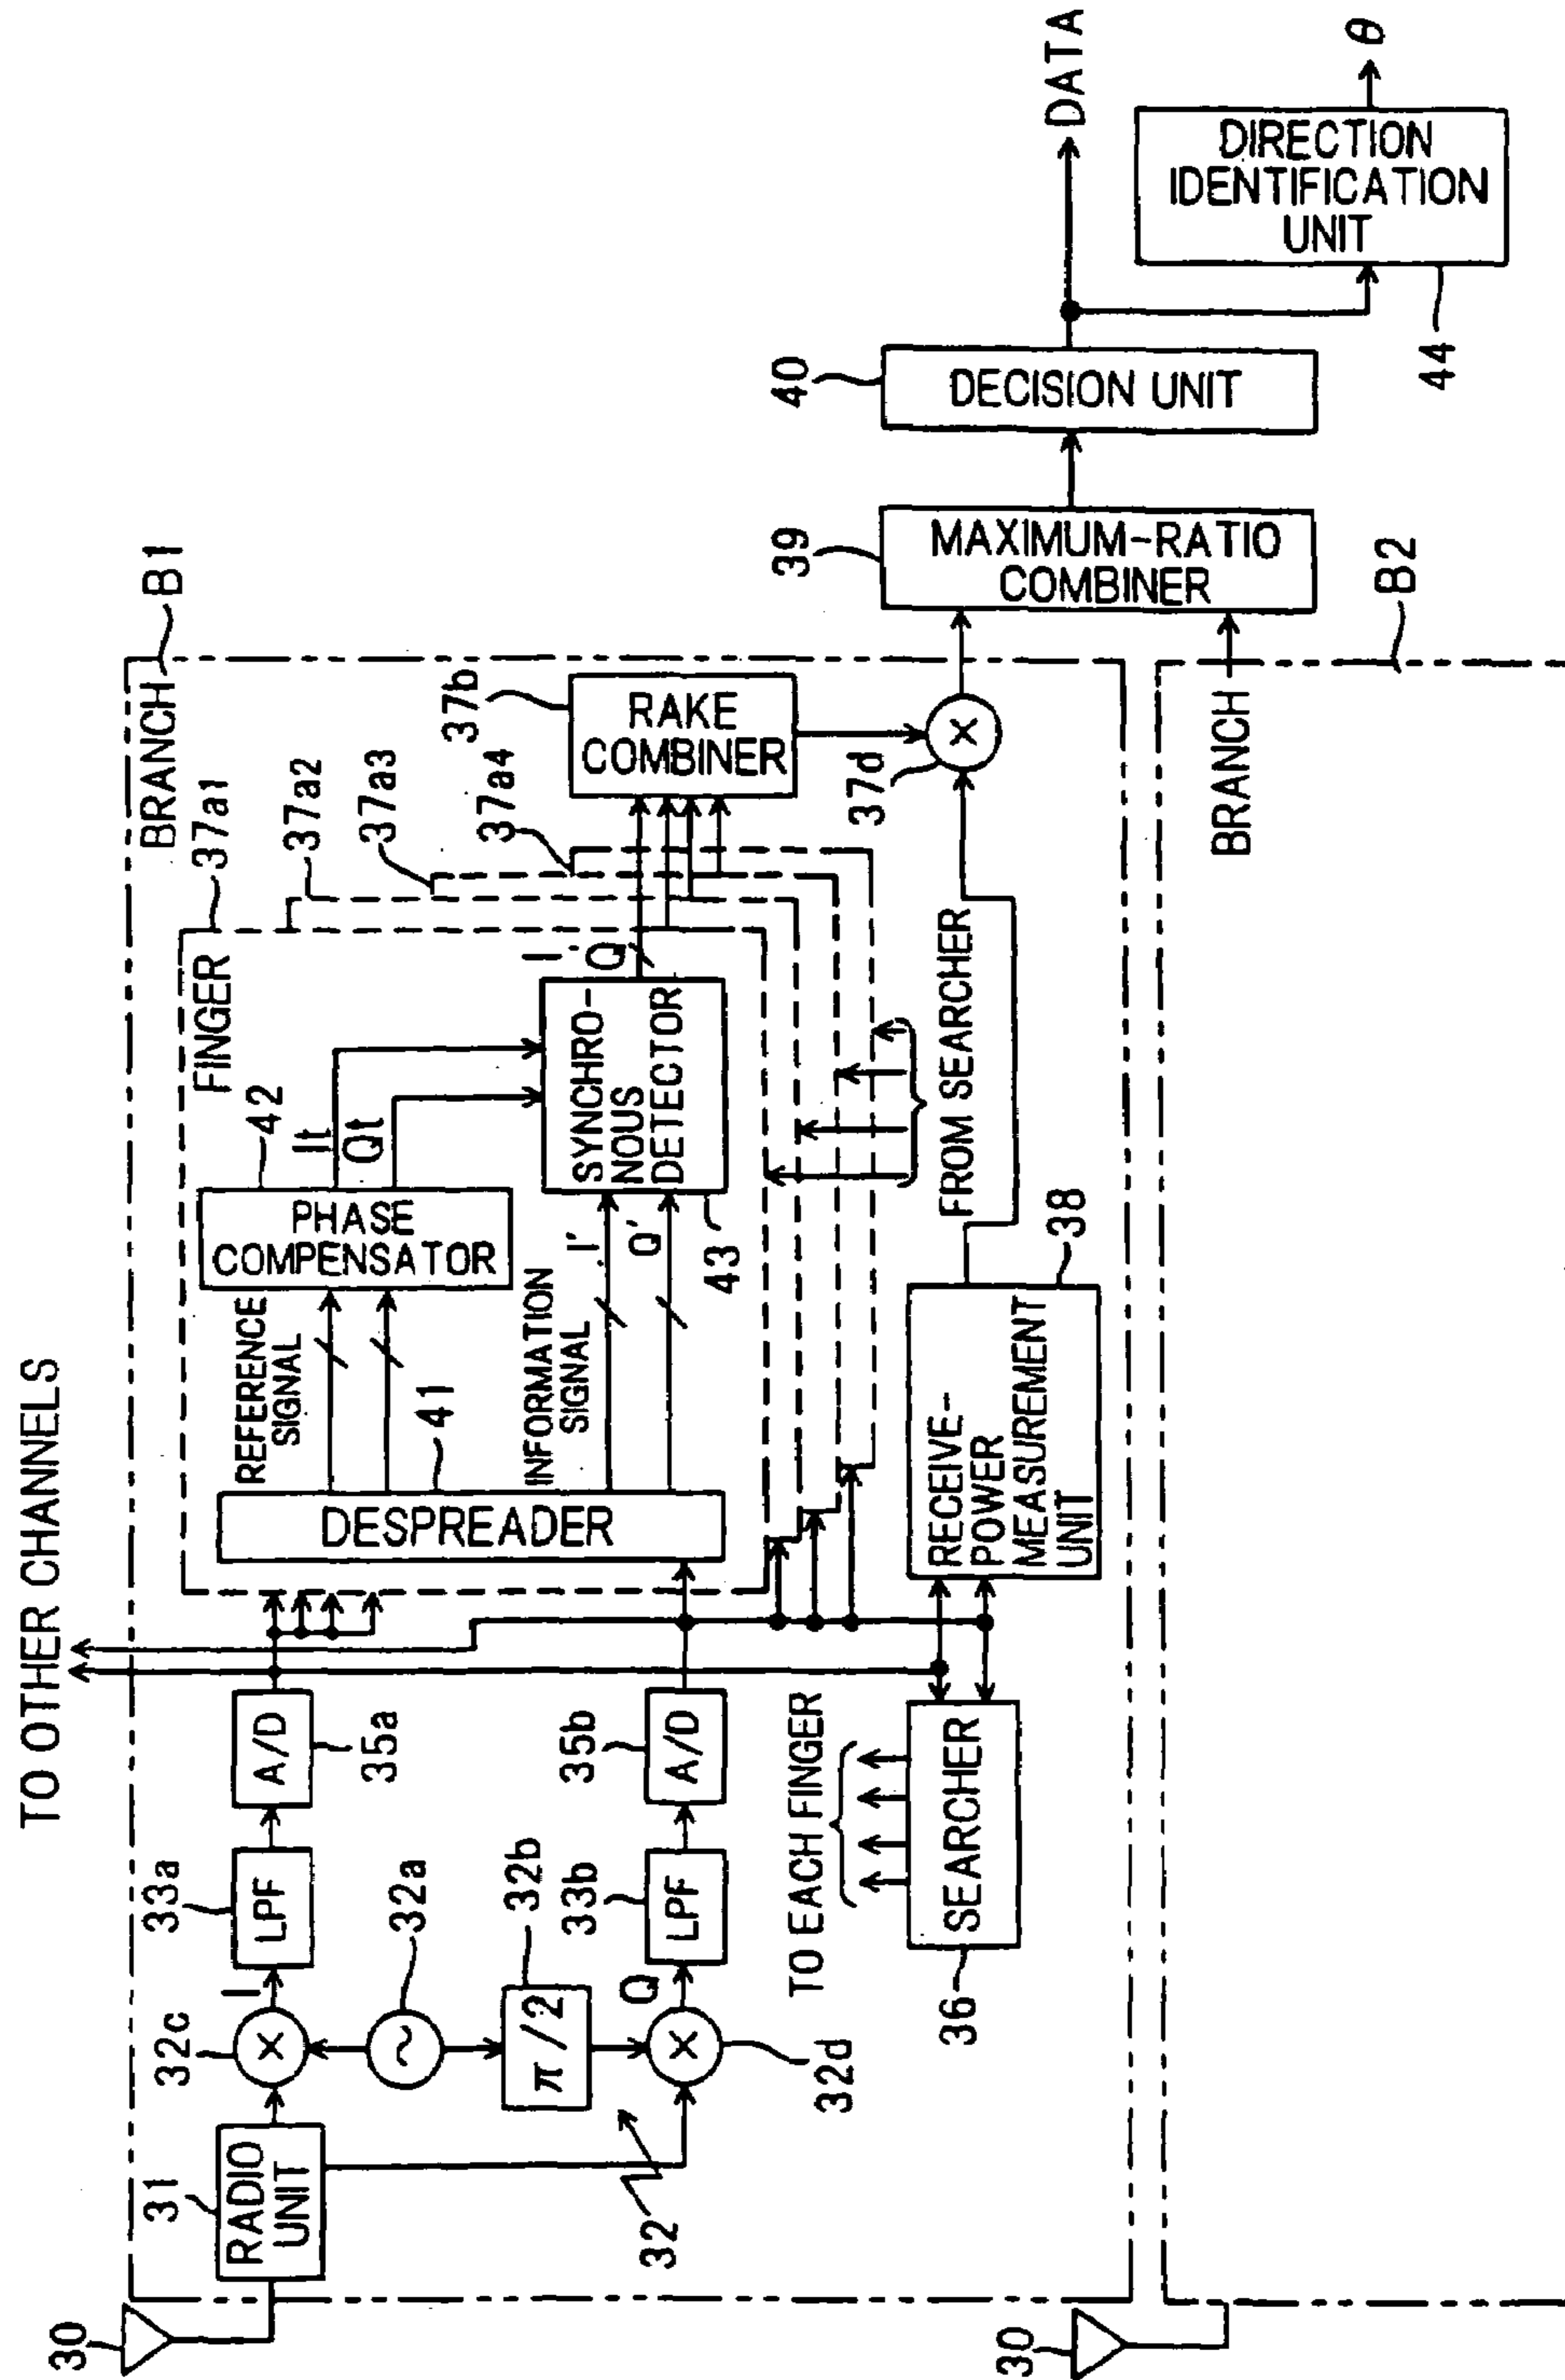 TO OTHER CHANNELS
30
31
RADIO
UNIT
32
32c
I
32a
32b
π/2
Q
32d
33a
LPF
33b
LPF
A/D
35a
35b
A/D
TO EACH FINGER
36
SEARCHER
BRANCH
B1
FINGER
37a1
37a2
37a3
37a4
DESPREADER
41
REFERENCE
SIGNAL
INFORMATION
SIGNAL
I'
Q'
PHASE
COMPENSATOR
42
It
Qt
SYNCHRO-
NOUS
DETECTOR
43
I'
Q'
37b
RAKE
COMBINER
37d
FROM SEARCHER
RECEIVE-
POWER
MEASUREMENT
UNIT
38
39
MAXIMUM-RATIO
COMBINER
40
DECISION UNIT
DATA
DIRECTION
IDENTIFICATION
UNIT
44
θ
30
BRANCH
B2